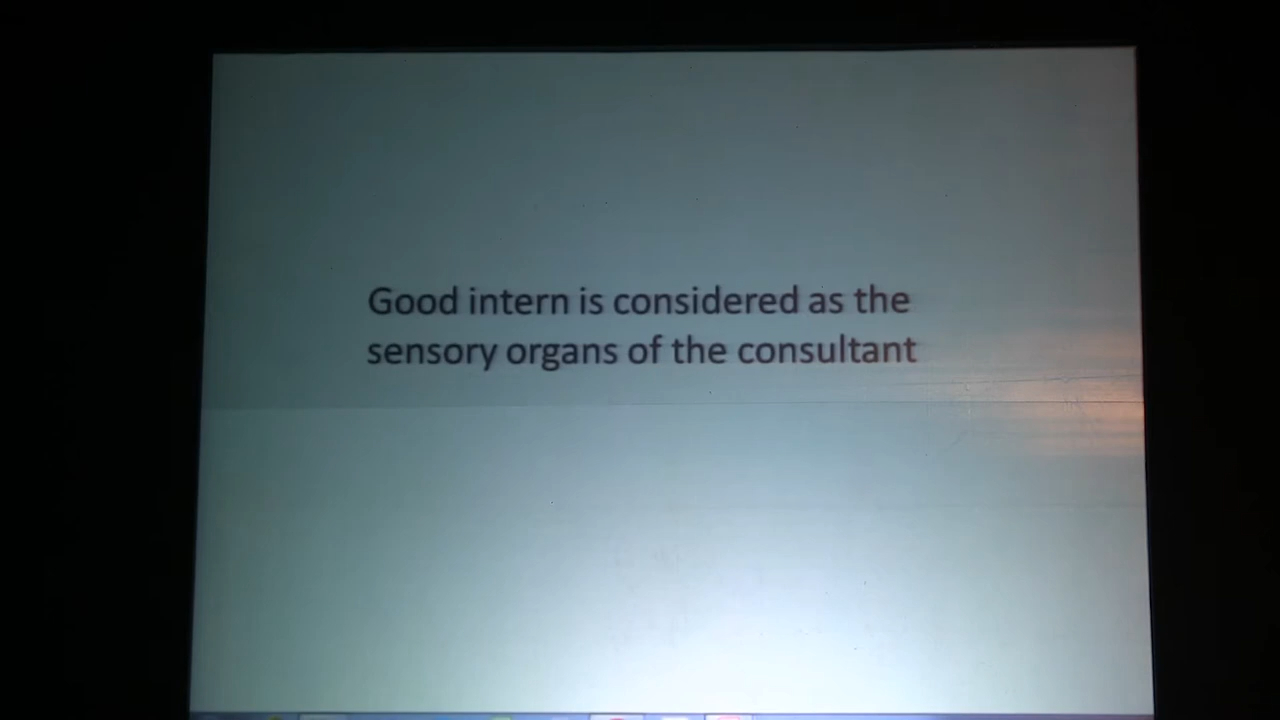 Good intern is considered as the
sensory organs of the consultant